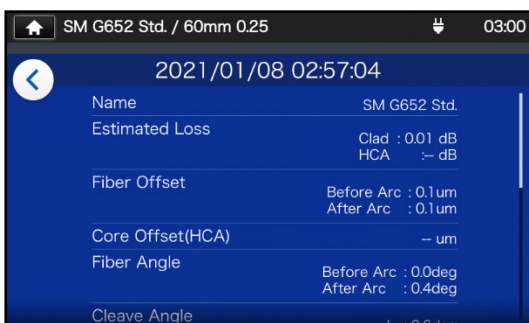 SM G652 Std. / 60mm 0.25 03:00
2021/01/08 02:57:04
Name SM G652 Std.
Estimated Loss Clad : 0.01 dB
HCA :-- dB
Fiber Offset Before Arc : 0.1um
After Arc : 0.1um
Core Offset(HCA) -- um
Fiber Angle Before Arc : 0.0deg
After Arc : 0.4deg
Cleave Angle